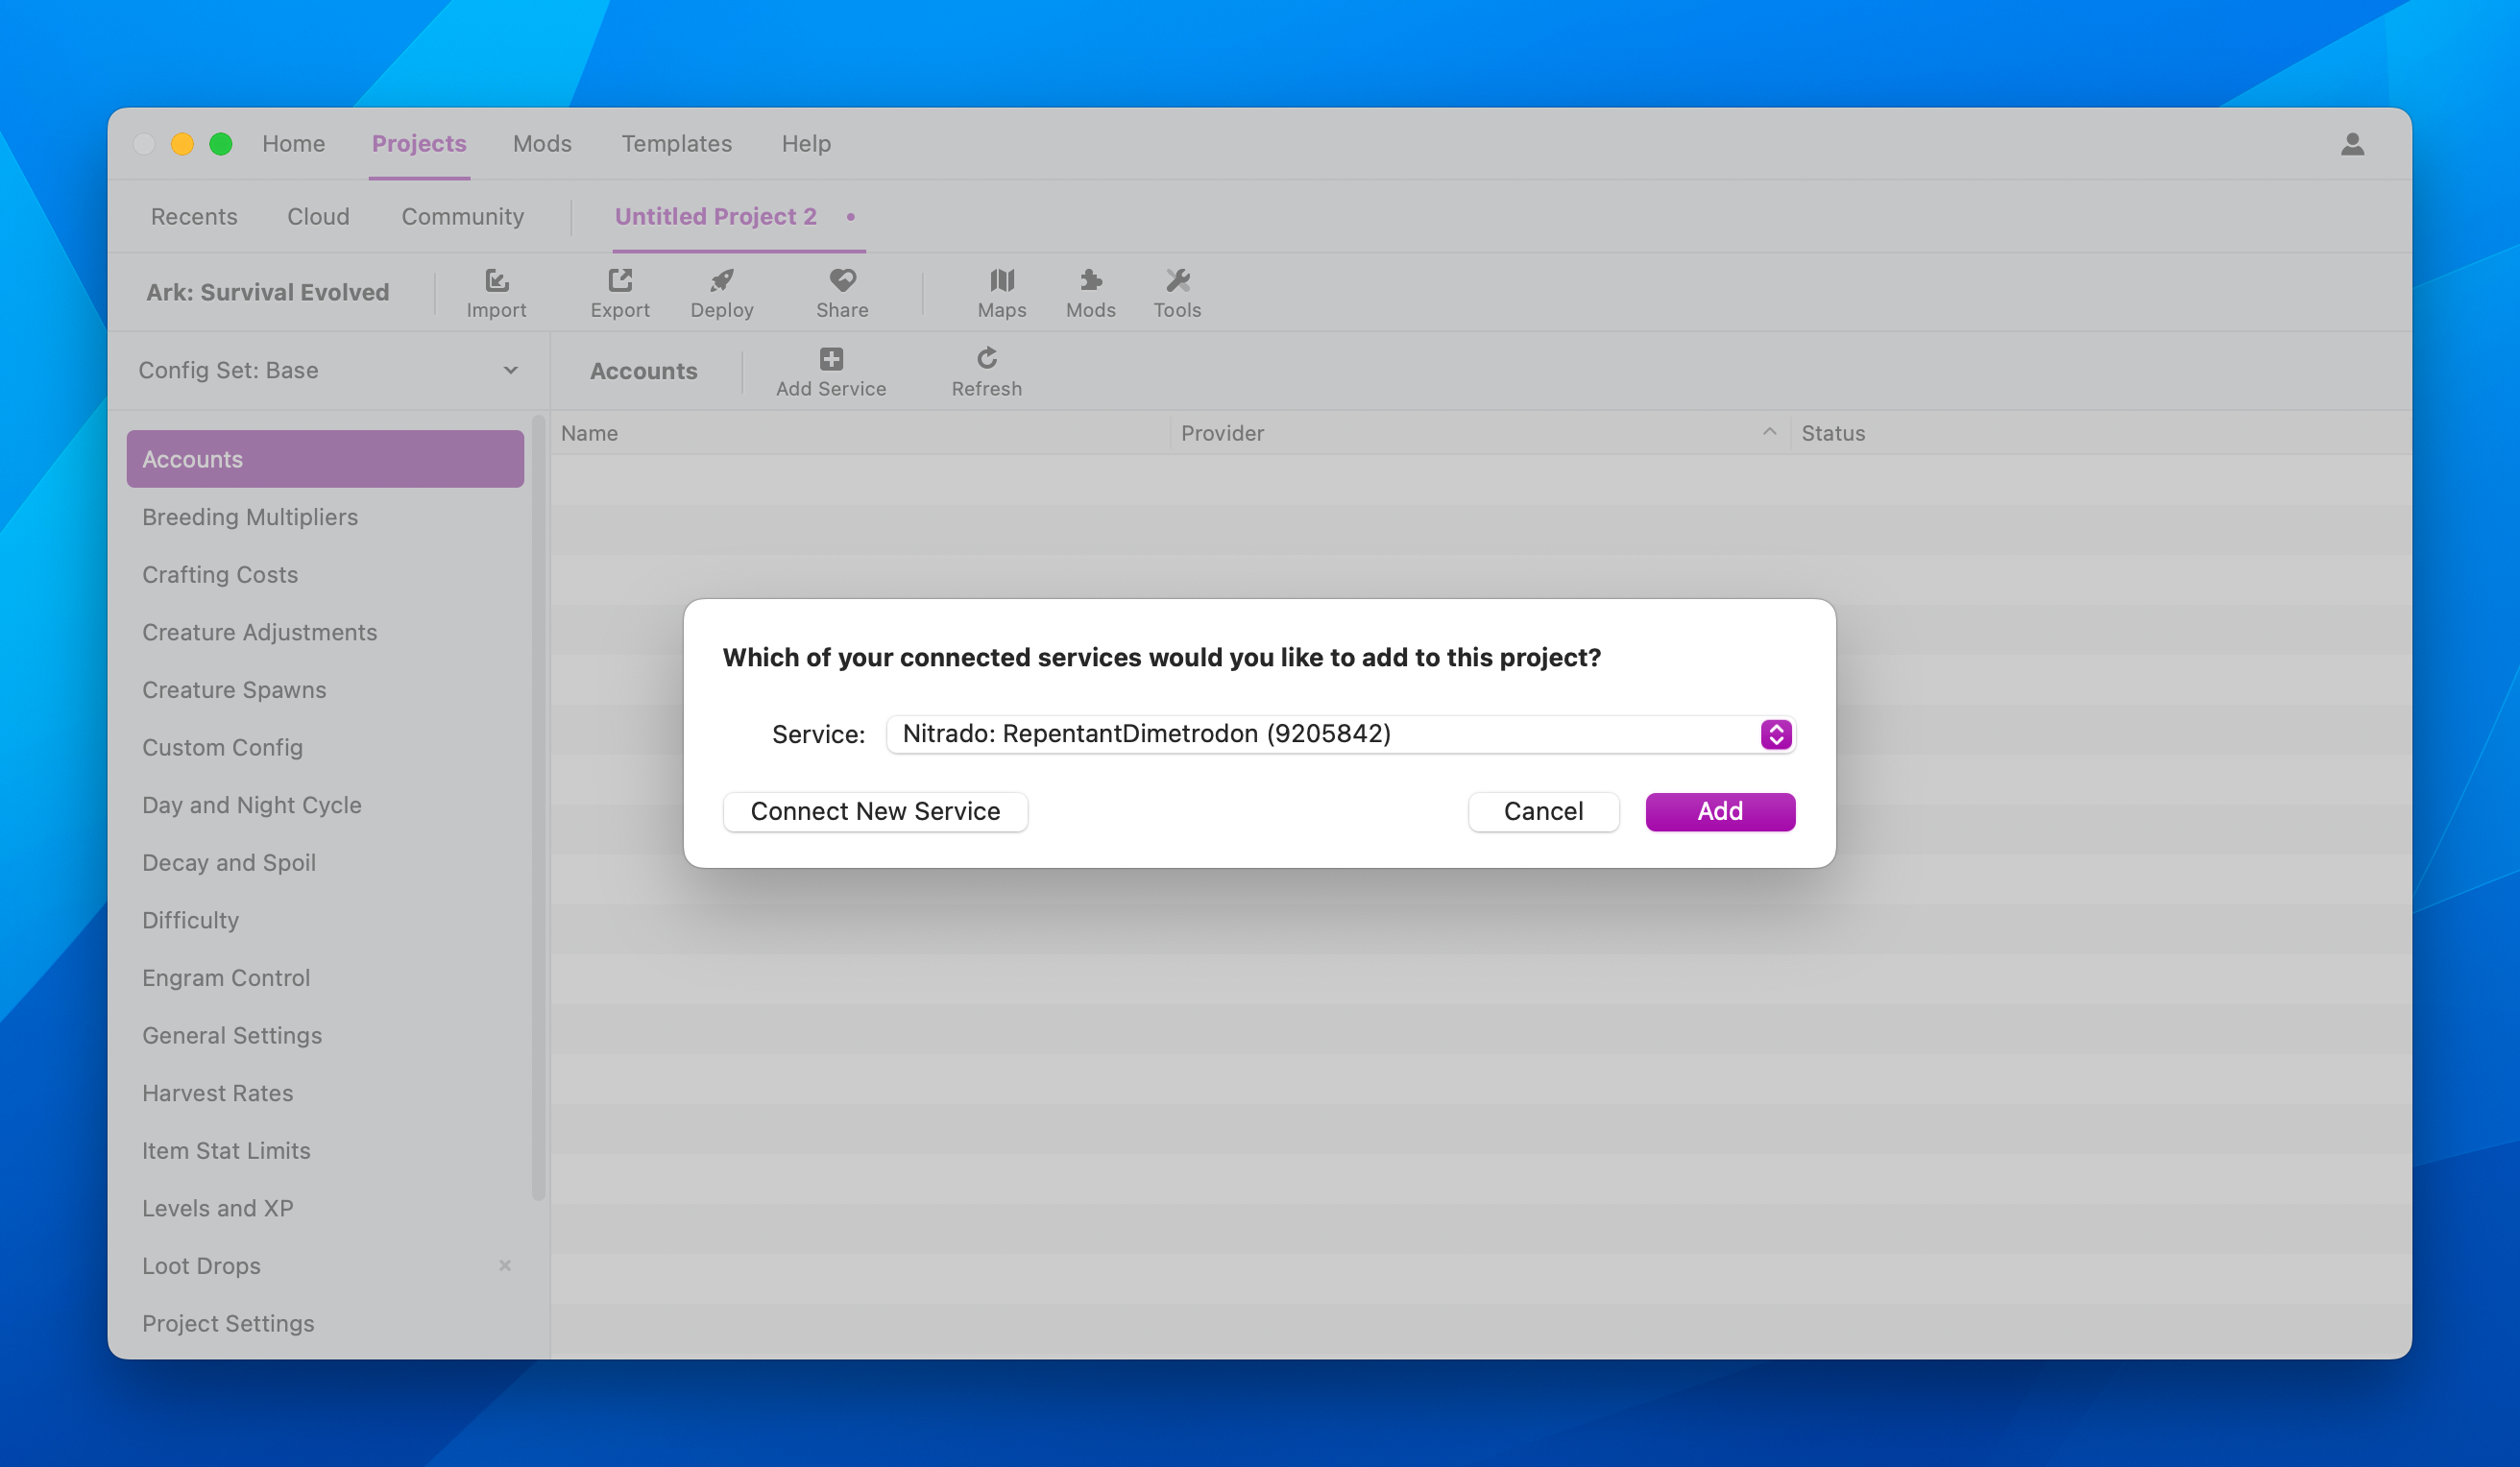 Home Projects Mods Templates Help
Recents Cloud Community Untitled Project 2
Ark: Survival Evolved Import Export Deploy Share Maps Mods Tools
Config Set: Base
Accounts Add Service Refresh
Name Provider Status
Accounts
Breeding Multipliers
Crafting Costs
Creature Adjustments
Creature Spawns
Custom Config
Day and Night Cycle
Decay and Spoil
Difficulty
Engram Control
General Settings
Harvest Rates
Item Stat Limits
Levels and XP
Loot Drops
Project Settings
Which of your connected services would you like to add to this project?
Service: Nitrado: RepentantDimetrodon (9205842)
Connect New Service Cancel Add